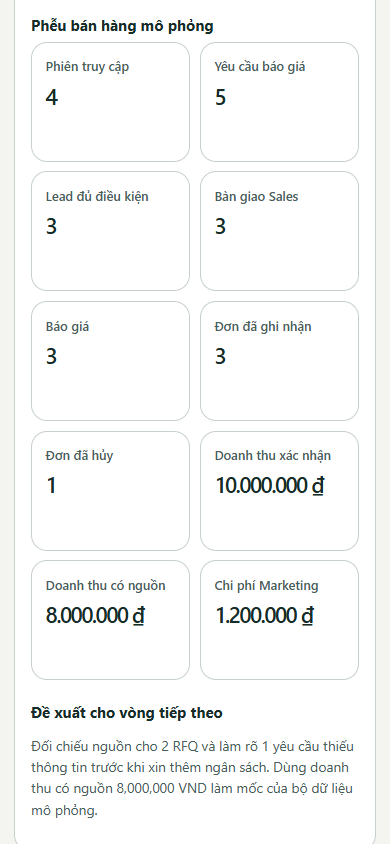 Phễu bán hàng mô phỏng
Phiên truy cập
4
Yêu cầu báo giá
5
Lead đủ điều kiện
3
Bàn giao Sales
3
Báo giá
3
Đơn đã ghi nhận
3
Đơn đã hủy
1
Doanh thu xác nhận
10.000.000 ₫
Doanh thu có nguồn
8.000.000 ₫
Chi phí Marketing
1.200.000 ₫
Đề xuất cho vòng tiếp theo
Đối chiếu nguồn cho 2 RFQ và làm rõ 1 yêu cầu thiếu
thông tin trước khi xin thêm ngân sách. Dùng doanh
thu có nguồn 8,000,000 VND làm mốc của bộ dữ liệu
mô phỏng.